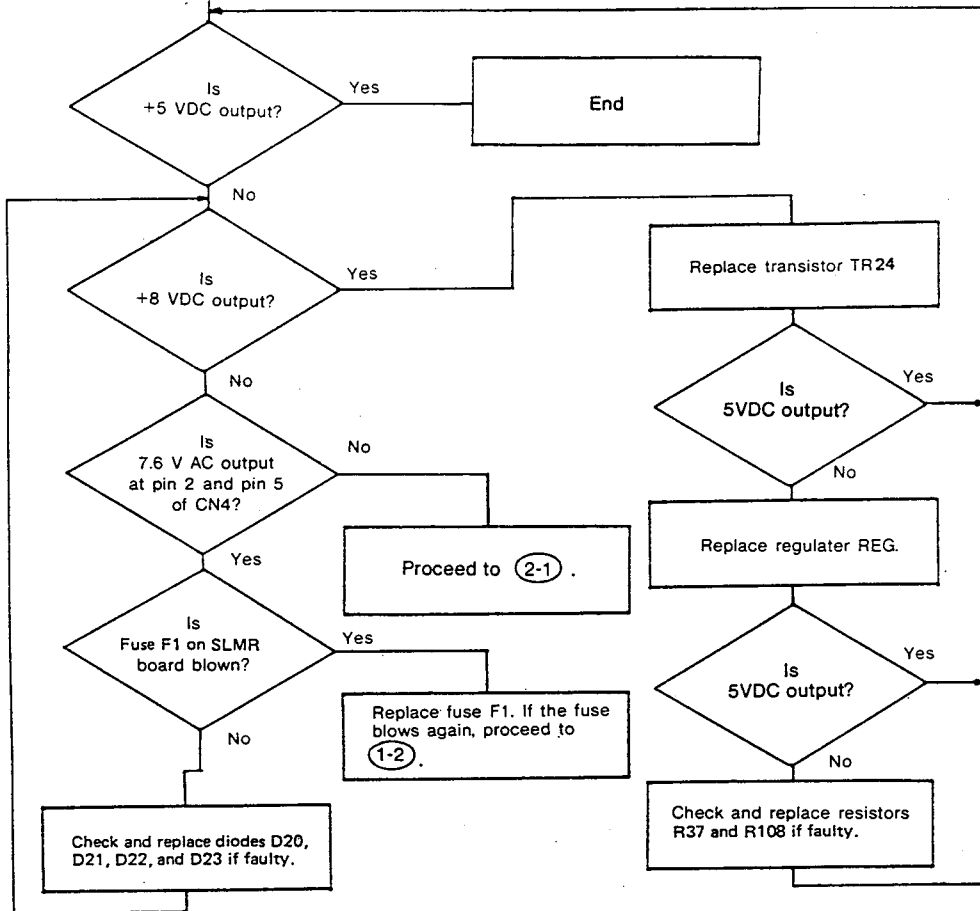 Is
+5 VDC output?
Yes
End
No
Is
+8 VDC output?
Yes
No
Is
7.6 V AC output
at pin 2 and pin 5
of CN4?
No
Proceed to 2-1 .
Yes
Is
Fuse F1 on SLMR
board blown?
Yes
Replace fuse F1. If the fuse
blows again, proceed to
1-2 .
No
Check and replace diodes D20,
D21, D22, and D23 if faulty.
Replace transistor TR24
Is
5VDC output?
Yes
No
Replace regulater REG.
Is
5VDC output?
Yes
No
Check and replace resistors
R37 and R108 if faulty.